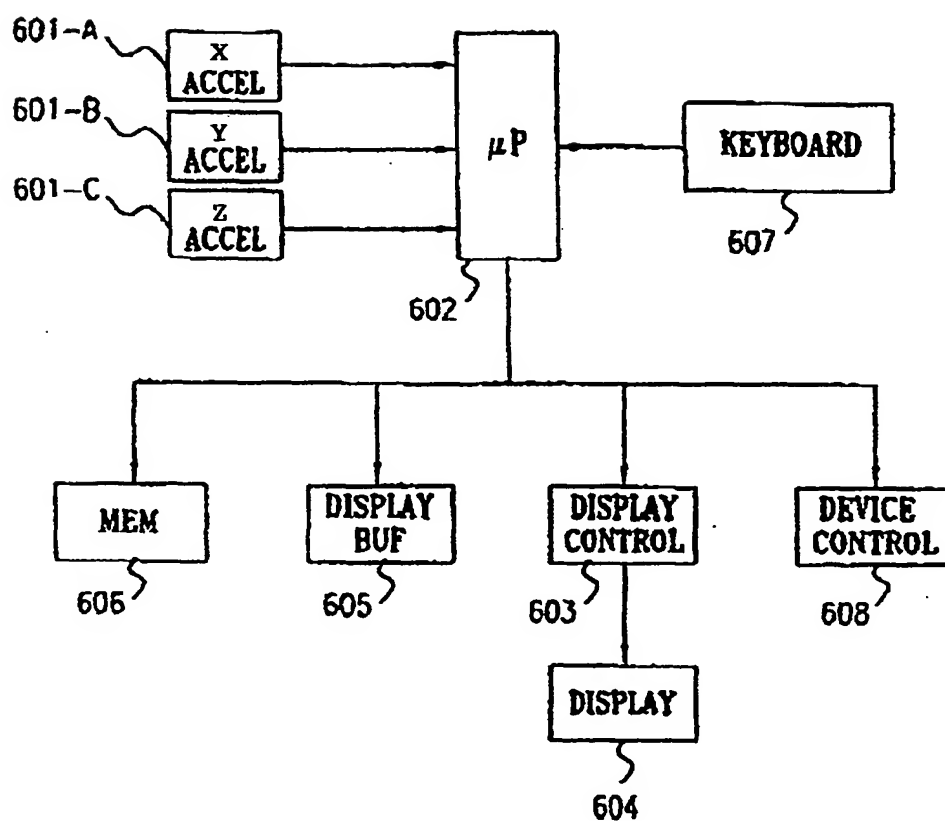 601-A
X
ACCEL
601-B
Y
ACCEL
601-C
Z
ACCEL
μP
602
KEYBOARD
607
MEM
606
DISPLAY
BUF
605
DISPLAY
CONTROL
603
DEVICE
CONTROL
608
DISPLAY
604